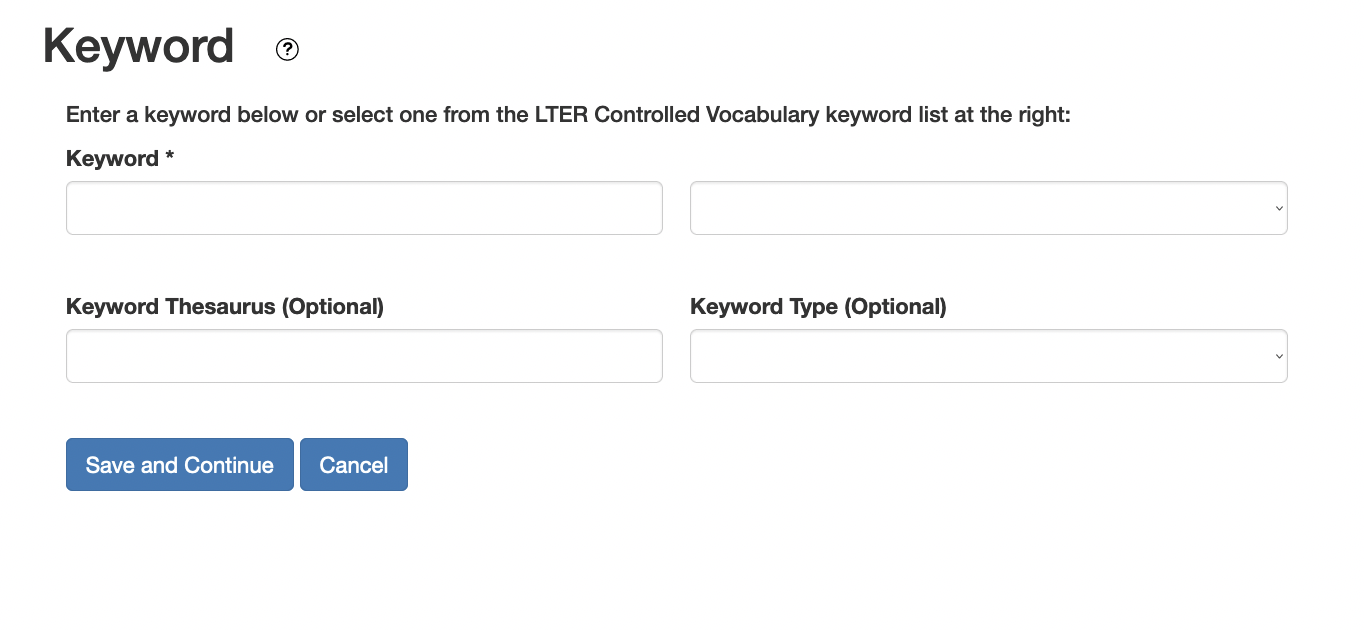 Keyword ?
Enter a keyword below or select one from the LTER Controlled Vocabulary keyword list at the right:
Keyword *
Keyword Thesaurus (Optional) Keyword Type (Optional)
Save and Continue Cancel